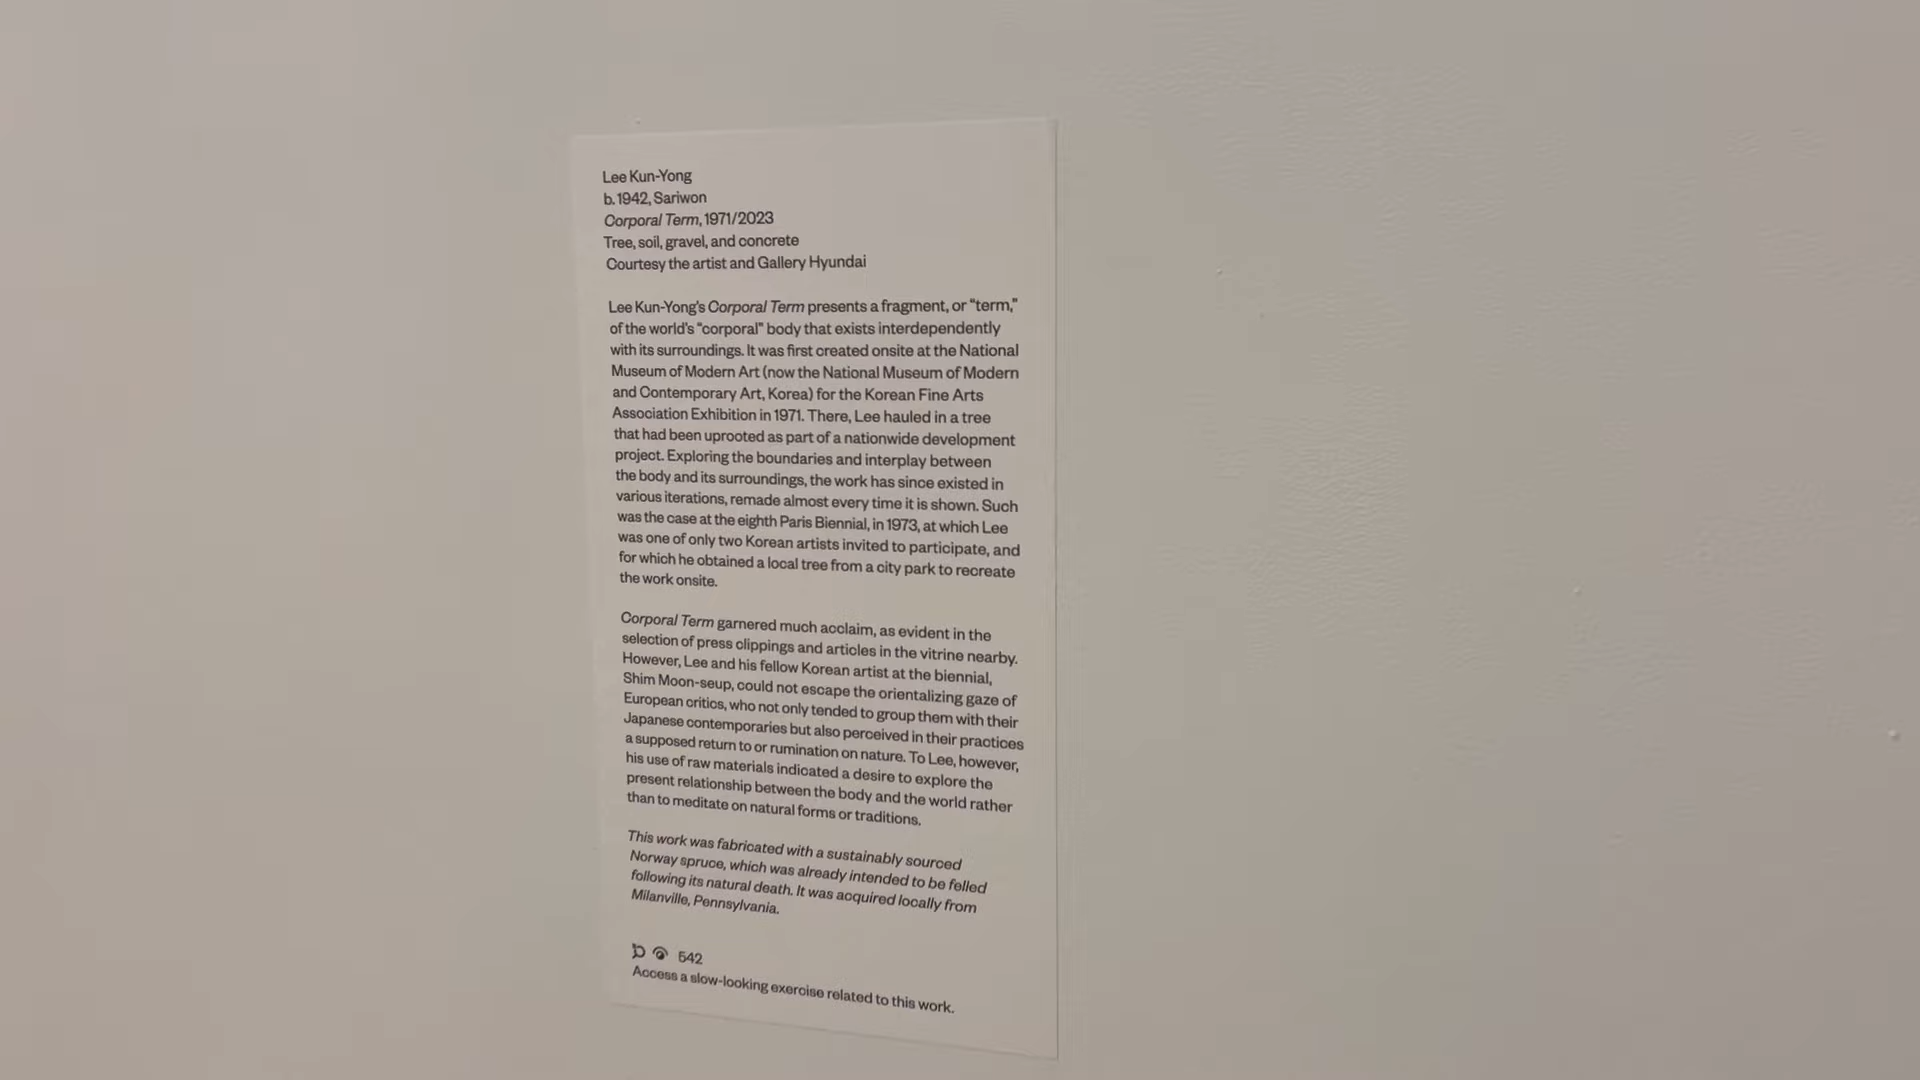 Lee Kun-Yong
b. 1942, Sariwon
Corporal Term, 1971/2023
Tree, soil, gravel, and concrete
Courtesy the artist and Gallery Hyundai
Lee Kun-Yong's Corporal Term presents a fragment, or “term,”
of the world's “corporal” body that exists interdependently
with its surroundings. It was first created onsite at the National
Museum of Modern Art (now the National Museum of Modern
and Contemporary Art, Korea) for the Korean Fine Arts
Association Exhibition in 1971. There, Lee hauled in a tree
that had been uprooted as part of a nationwide development
project. Exploring the boundaries and interplay between
the body and its surroundings, the work has since existed in
various iterations, remade almost every time it is shown. Such
was the case at the eighth Paris Biennial, in 1973, at which Lee
was one of only two Korean artists invited to participate, and
for which he obtained a local tree from a city park to recreate
the work onsite.
Corporal Term garnered much acclaim, as evident in the
selection of press clippings and articles in the vitrine nearby.
However, Lee and his fellow Korean artist at the biennial,
Shim Moon-seup, could not escape the orientalizing gaze of
European critics, who not only tended to group them with their
Japanese contemporaries but also perceived in their practices
a supposed return to or rumination on nature. To Lee, however,
his use of raw materials indicated a desire to explore the
present relationship between the body and the world rather
than to meditate on natural forms or traditions.
This work was fabricated with a sustainably sourced
Norway spruce, which was already intended to be felled
following its natural death. It was acquired locally from
Milanville, Pennsylvania.
542
Access a slow-looking exercise related to this work.